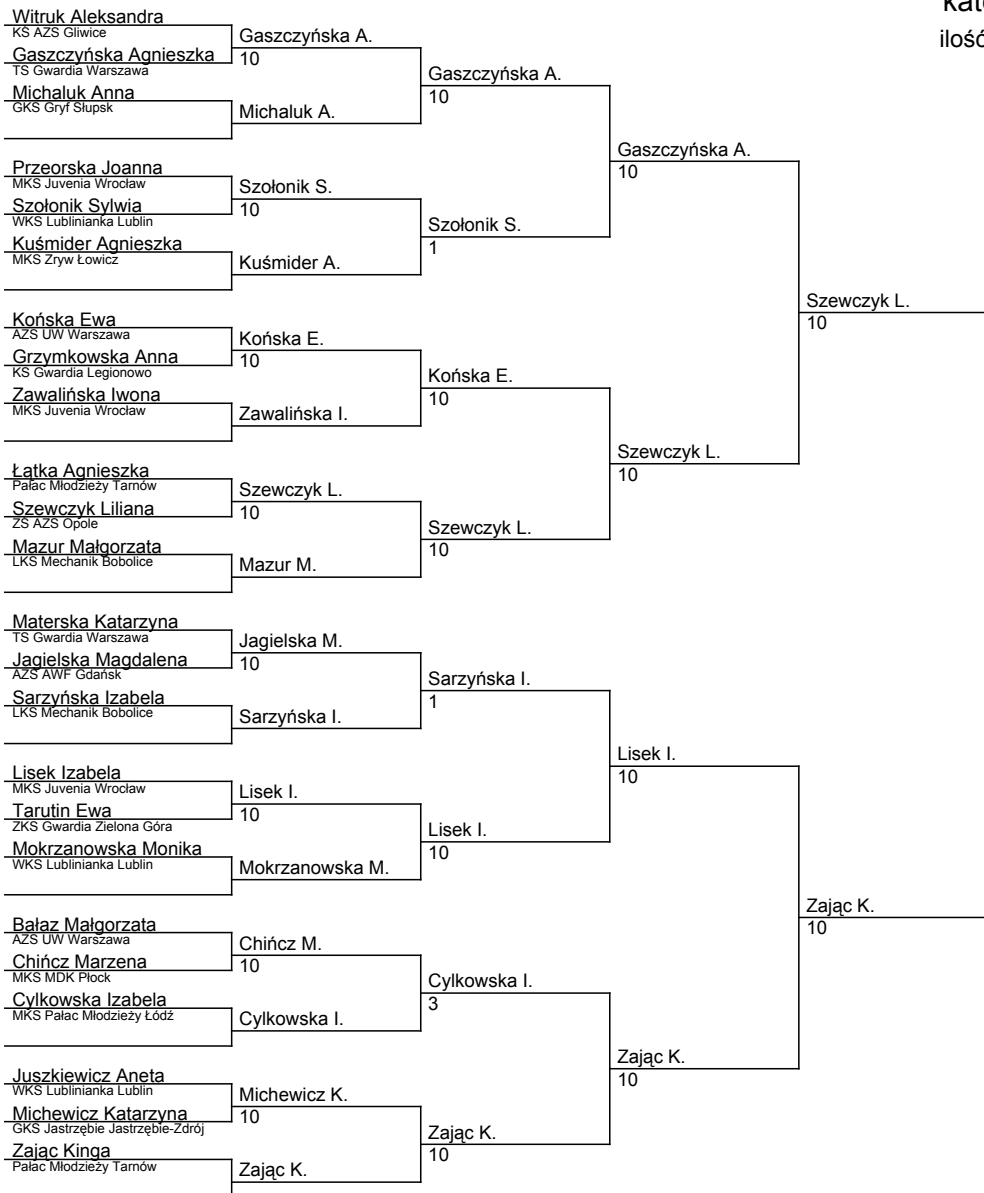 kate
ilość
Witruk Aleksandra
KS AZS Gliwice
Gaszczyńska Agnieszka
TS Gwardia Warszawa
Michaluk Anna
GKS Gryf Słupsk
Przeorska Joanna
MKS Juvenia Wrocław
Szołonik Sylwia
WKS Lublinianka Lublin
Kuśmider Agnieszka
MKS Zryw Łowicz
Końska Ewa
AZS UW Warszawa
Grzymkowska Anna
KS Gwardia Legionowo
Zawalińska Iwona
MKS Juvenia Wrocław
Łątka Agnieszka
Pałac Młodzieży Tarnów
Szewczyk Liliana
ZS AZS Opole
Mazur Małgorzata
LKS Mechanik Bobolice
Materska Katarzyna
TS Gwardia Warszawa
Jagielska Magdalena
AZS AWF Gdańsk
Sarzyńska Izabela
LKS Mechanik Bobolice
Lisek Izabela
MKS Juvenia Wrocław
Tarutin Ewa
ZKS Gwardia Zielona Góra
Mokrzanowska Monika
WKS Lublinianka Lublin
Bałaz Małgorzata
AZS UW Warszawa
Chińcz Marzena
MKS MDK Płock
Cylkowska Izabela
MKS Pałac Młodzieży Łódź
Juszkiewicz Aneta
WKS Lublinianka Lublin
Michewicz Katarzyna
GKS Jastrzębie Jastrzębie-Zdrój
Zając Kinga
Pałac Młodzieży Tarnów
Gaszczyńska A.
10
Michaluk A.
Szołonik S.
10
Kuśmider A.
Końska E.
10
Zawalińska I.
Szewczyk L.
10
Mazur M.
Jagielska M.
10
Sarzyńska I.
Lisek I.
10
Mokrzanowska M.
Chińcz M.
10
Cylkowska I.
Michewicz K.
10
Zając K.
Gaszczyńska A.
10
Szołonik S.
1
Końska E.
10
Szewczyk L.
10
Sarzyńska I.
1
Lisek I.
10
Cylkowska I.
3
Zając K.
10
Gaszczyńska A.
10
Szewczyk L.
10
Lisek I.
10
Zając K.
10
Szewczyk L.
10
Zając K.
10